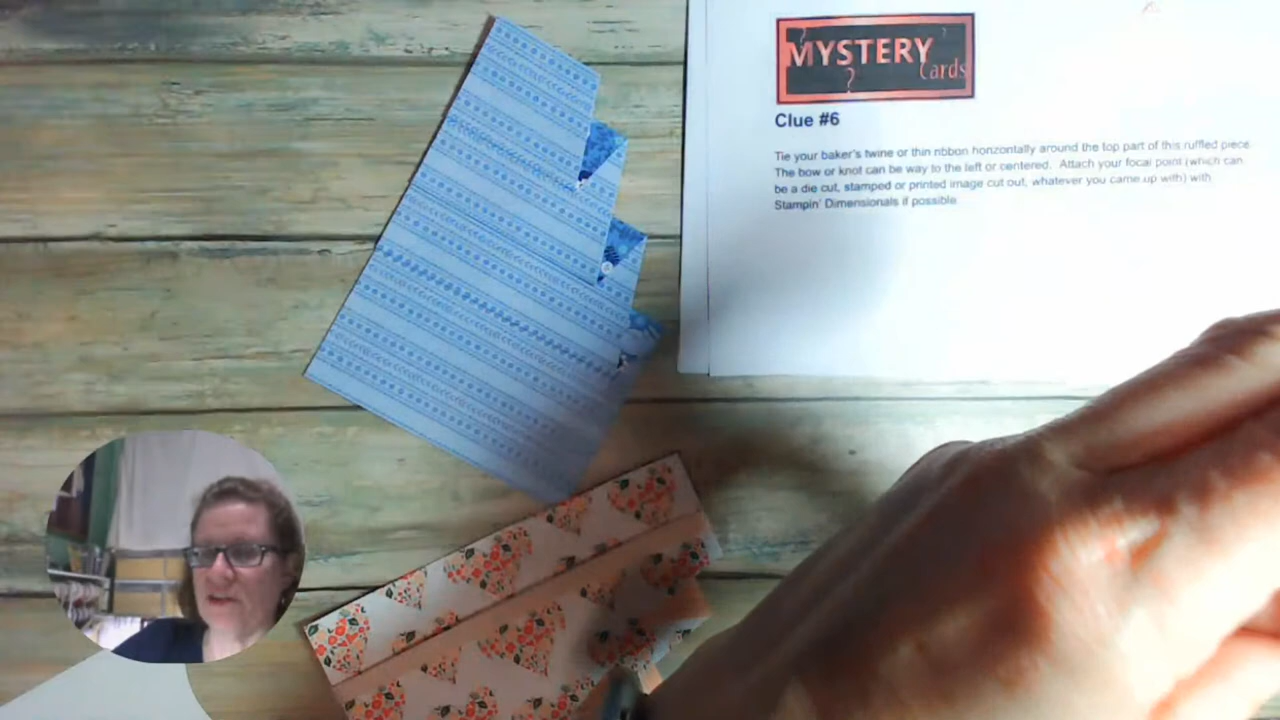 MYSTERY
Cards
Clue #6
Tie your baker's twine or thin ribbon horizontally around the top part of this ruffled piece
The bow or knot can be way to the left or centered. Attach your focal point (which can
be a die cut, stamped or printed image cut out, whatever you came up with) with
Stampin' Dimensionals if possible